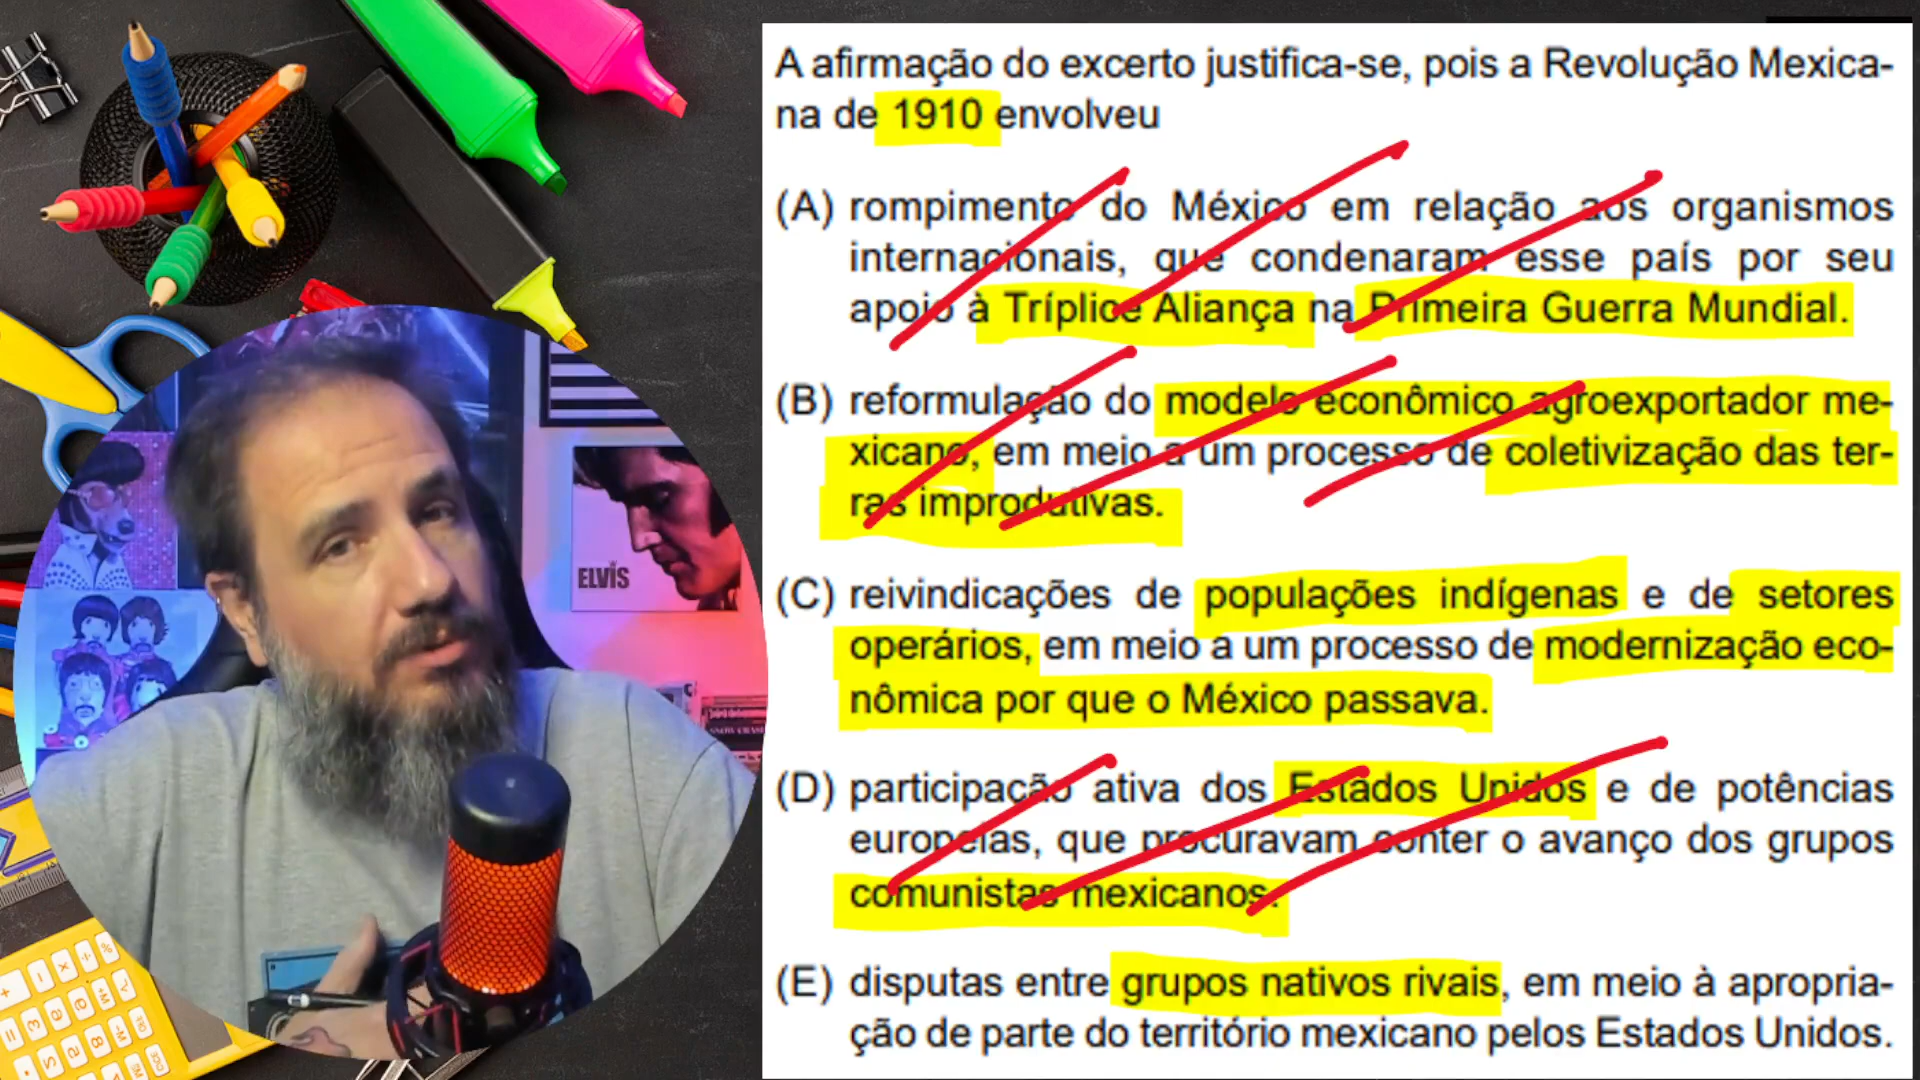 A afirmação do excerto justifica-se, pois a Revolução Mexica-
na de 1910 envolveu
(A) rompimento do México em relação aos organismos
internacionais, que condenaram esse país por seu
apoio à Tríplice Aliança na Primeira Guerra Mundial.
(B) reformulação do modelo econômico agroexportador me-
xicano, em meio a um processo de coletivização das ter-
ras improdutivas.
(C) reivindicações de populações indígenas e de setores
operários, em meio a um processo de modernização eco-
nômica por que o México passava.
(D) participação ativa dos Estados Unidos e de potências
europeias, que procuravam conter o avanço dos grupos
comunistas mexicanos.
(E) disputas entre grupos nativos rivais, em meio à apropria-
ção de parte do território mexicano pelos Estados Unidos.
ELVIS